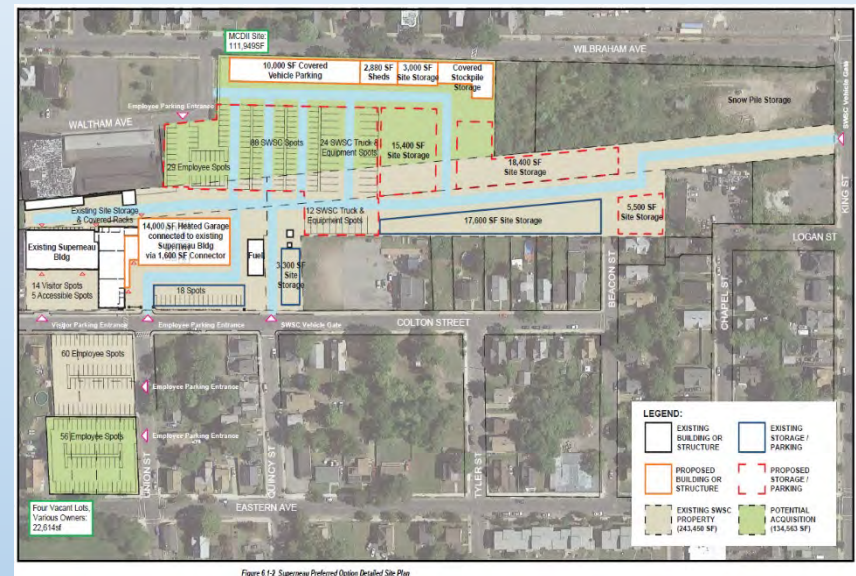 MCDII Site:
111,949SF
WILBRAHAM AVE
10,000 SF Covered
Vehicle Parking
2,880 SF
Sheds
3,000 SF
Site Storage
Covered
Stockpile
Storage
Snow Pile Storage
SWSC Vehicle Gate
Employee Parking Entrance
WALTHAM AVE
29 Employee Spots
88 SWSC Spots
24 SWSC Truck &
Equipment Spots
15,400 SF
Site Storage
18,400 SF
Site Storage
KING ST
Existing Site Storage
& Covered Racks
12 SWSC Truck &
Equipment Spots
17,600 SF Site Storage
5,500 SF
Site Storage
LOGAN ST
14,000 SF Heated Garage
connected to existing
Superneau Bldg
via 1,600 SF Connector
Existing Superneau
Bldg
Fuel
3,300 SF
Site
Storage
14 Visitor Spots
5 Accessible Spots
18 Spots
BEACON ST
CHAPEL ST
Visitor Parking Entrance
Employee Parking Entrance
SWSC Vehicle Gate
COLTON STREET
60 Employee Spots
Employee Parking Entrance
56 Employee Spots
Employee Parking Entrance
UNION ST
QUINCY ST
TYLER ST
EASTERN AVE
Four Vacant Lots,
Various Owners:
22,614sf
LEGEND:
EXISTING
BUILDING OR
STRUCTURE
EXISTING
STORAGE /
PARKING
PROPOSED
BUILDING OR
STRUCTURE
PROPOSED
STORAGE /
PARKING
EXISTING SWSC
PROPERTY
(243,450 SF)
POTENTIAL
ACQUISITION
(134,563 SF)
Figure 6.1-3 Superneau Preferred Option Detailed Site Plan